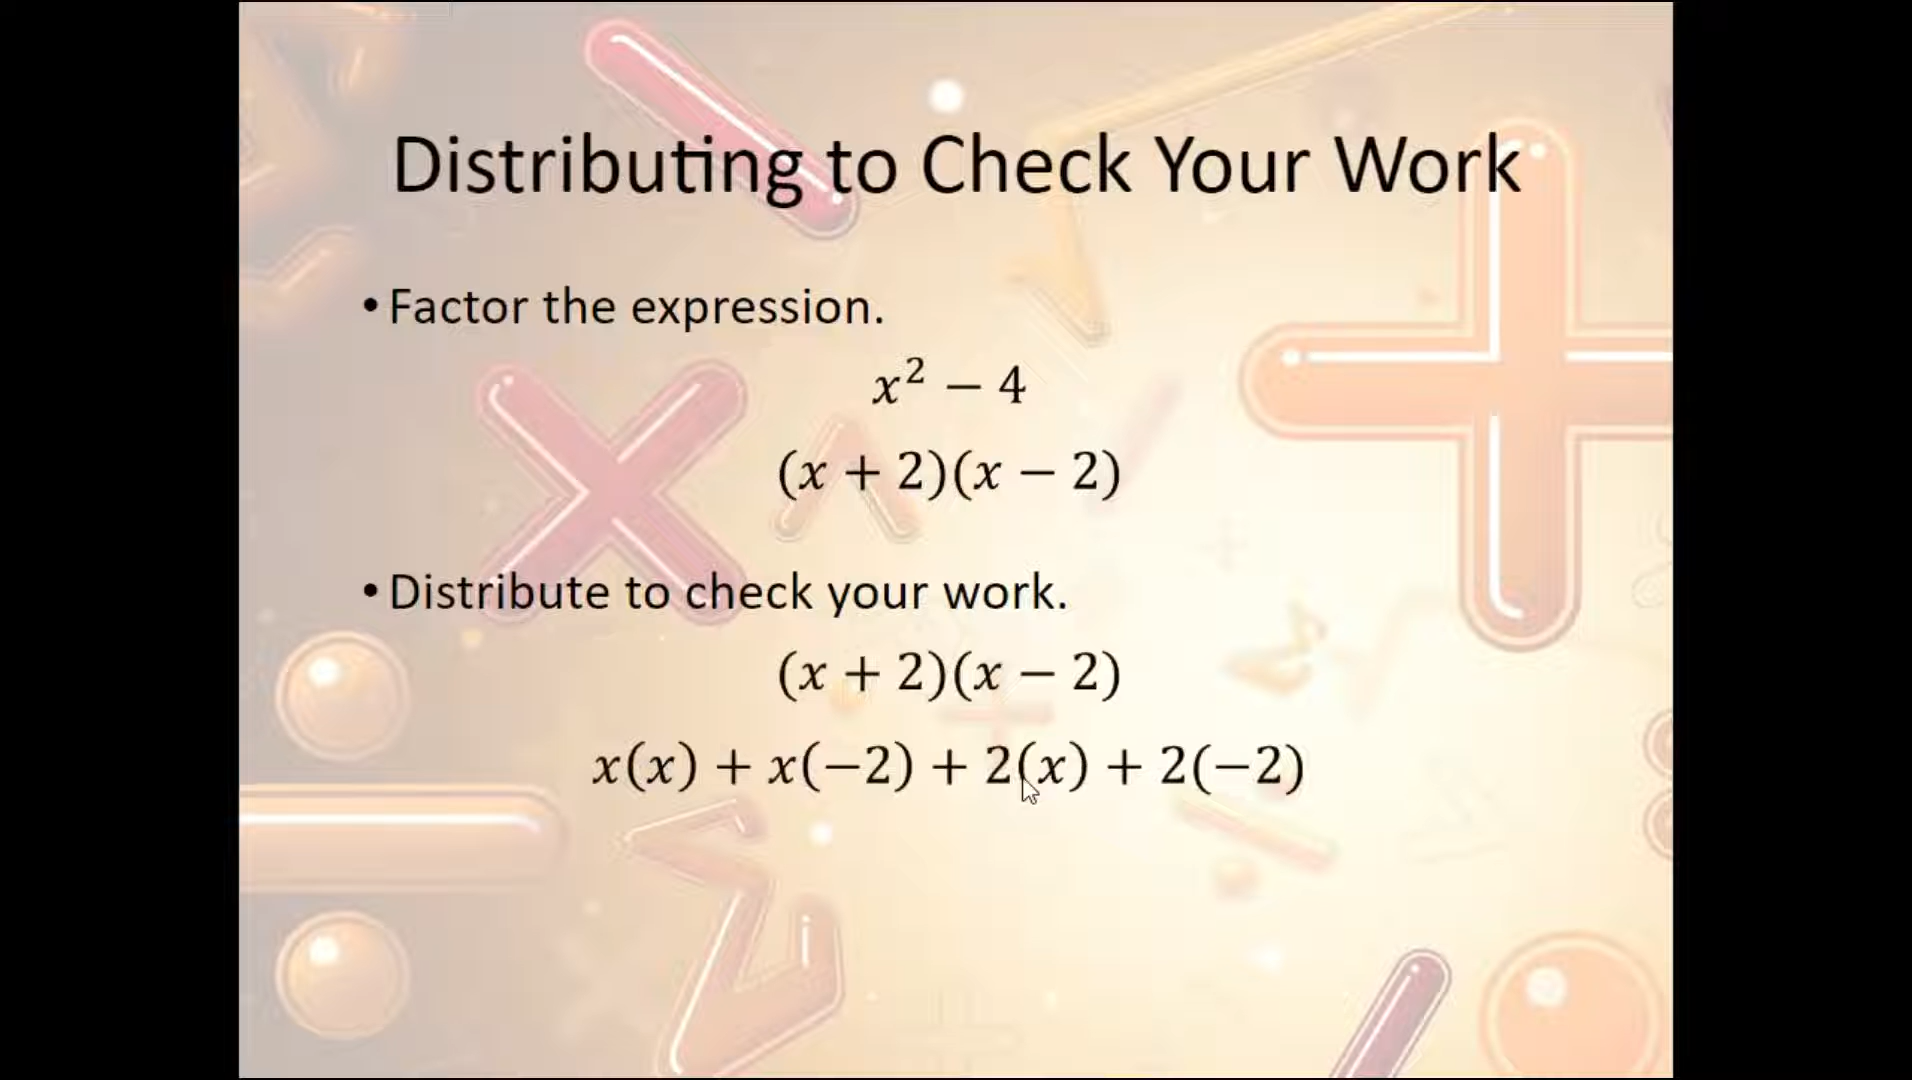 Distributing to Check Your Work
• Factor the expression.
x² − 4
(x + 2)(x − 2)
• Distribute to check your work.
(x + 2)(x − 2)
x(x) + x(−2) + 2(x) + 2(−2)